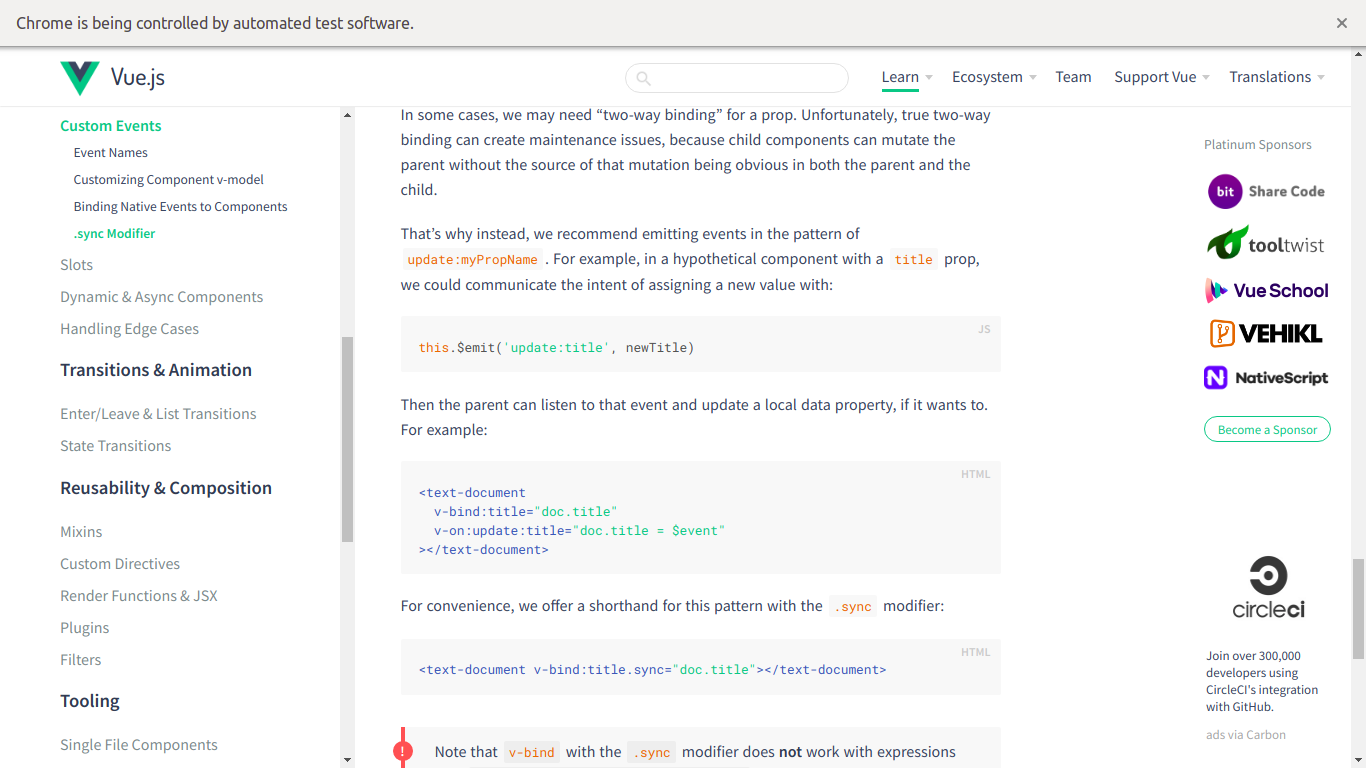 Chrome is being controlled by automated test software.
Vue.js
Learn
Ecosystem
Team
Support Vue
Translations
Custom Events
Event Names
Customizing Component v-model
Binding Native Events to Components
.sync Modifier
Slots
Dynamic & Async Components
Handling Edge Cases
Transitions & Animation
Enter/Leave & List Transitions
State Transitions
Reusability & Composition
Mixins
Custom Directives
Render Functions & JSX
Plugins
Filters
Tooling
Single File Components
In some cases, we may need “two-way binding” for a prop. Unfortunately, true two-way
binding can create maintenance issues, because child components can mutate the
parent without the source of that mutation being obvious in both the parent and the
child.
That’s why instead, we recommend emitting events in the pattern of
update:myPropName . For example, in a hypothetical component with a title prop,
we could communicate the intent of assigning a new value with:
JS
this.$emit('update:title', newTitle)
Then the parent can listen to that event and update a local data property, if it wants to.
For example:
HTML
<text-document
v-bind:title="doc.title"
v-on:update:title="doc.title = $event"
></text-document>
For convenience, we offer a shorthand for this pattern with the .sync modifier:
HTML
<text-document v-bind:title.sync="doc.title"></text-document>
!
Note that v-bind with the .sync modifier does not work with expressions
Platinum Sponsors
bit Share Code
tooltwist
Vue School
VEHIKL
N NativeScript
Become a Sponsor
circleci
Join over 300,000
developers using
CircleCI's integration
with GitHub.
ads via Carbon